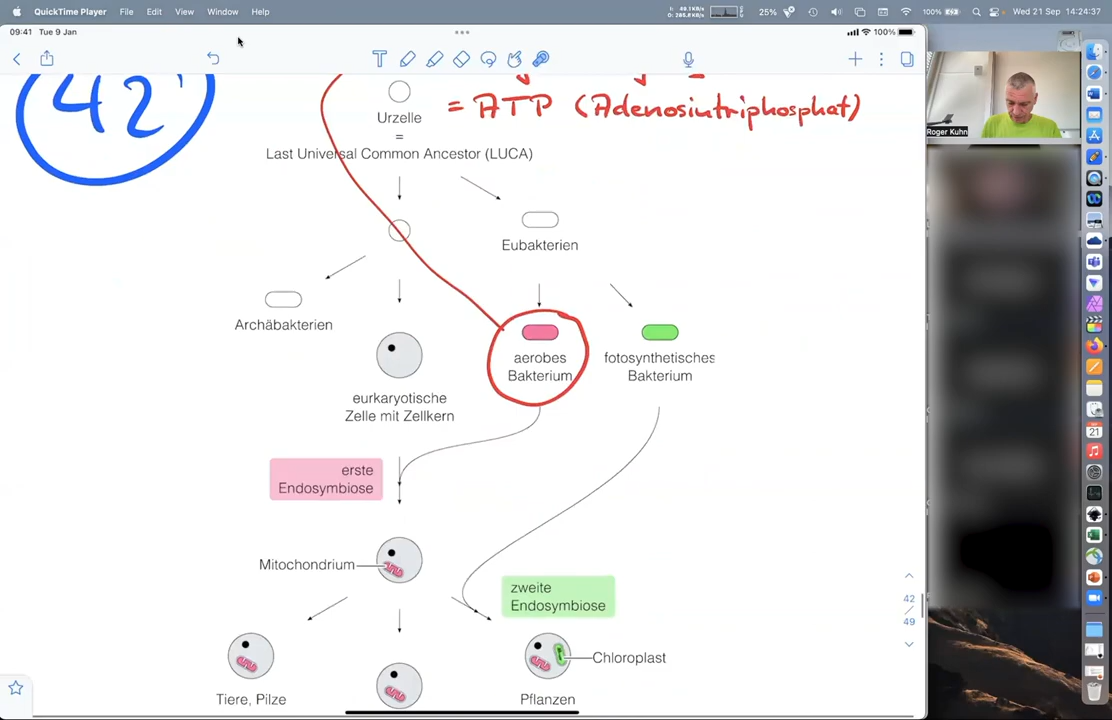 QuickTime Player File Edit View Window Help
25% 100% Wed 21 Sep 14:24:37
09:41 Tue 9 Jan
100%
42
= ATP (Adenosintriphosphat)
Roger Kuhn
Urzelle
=
Last Universal Common Ancestor (LUCA)
Eubakterien
Archäbakterien
aerobes
Bakterium
fotosynthetisches
Bakterium
eukaryotische
Zelle mit Zellkern
erste
Endosymbiose
Mitochondrium
zweite
Endosymbiose
42
49
Chloroplast
Tiere, Pilze
Pflanzen